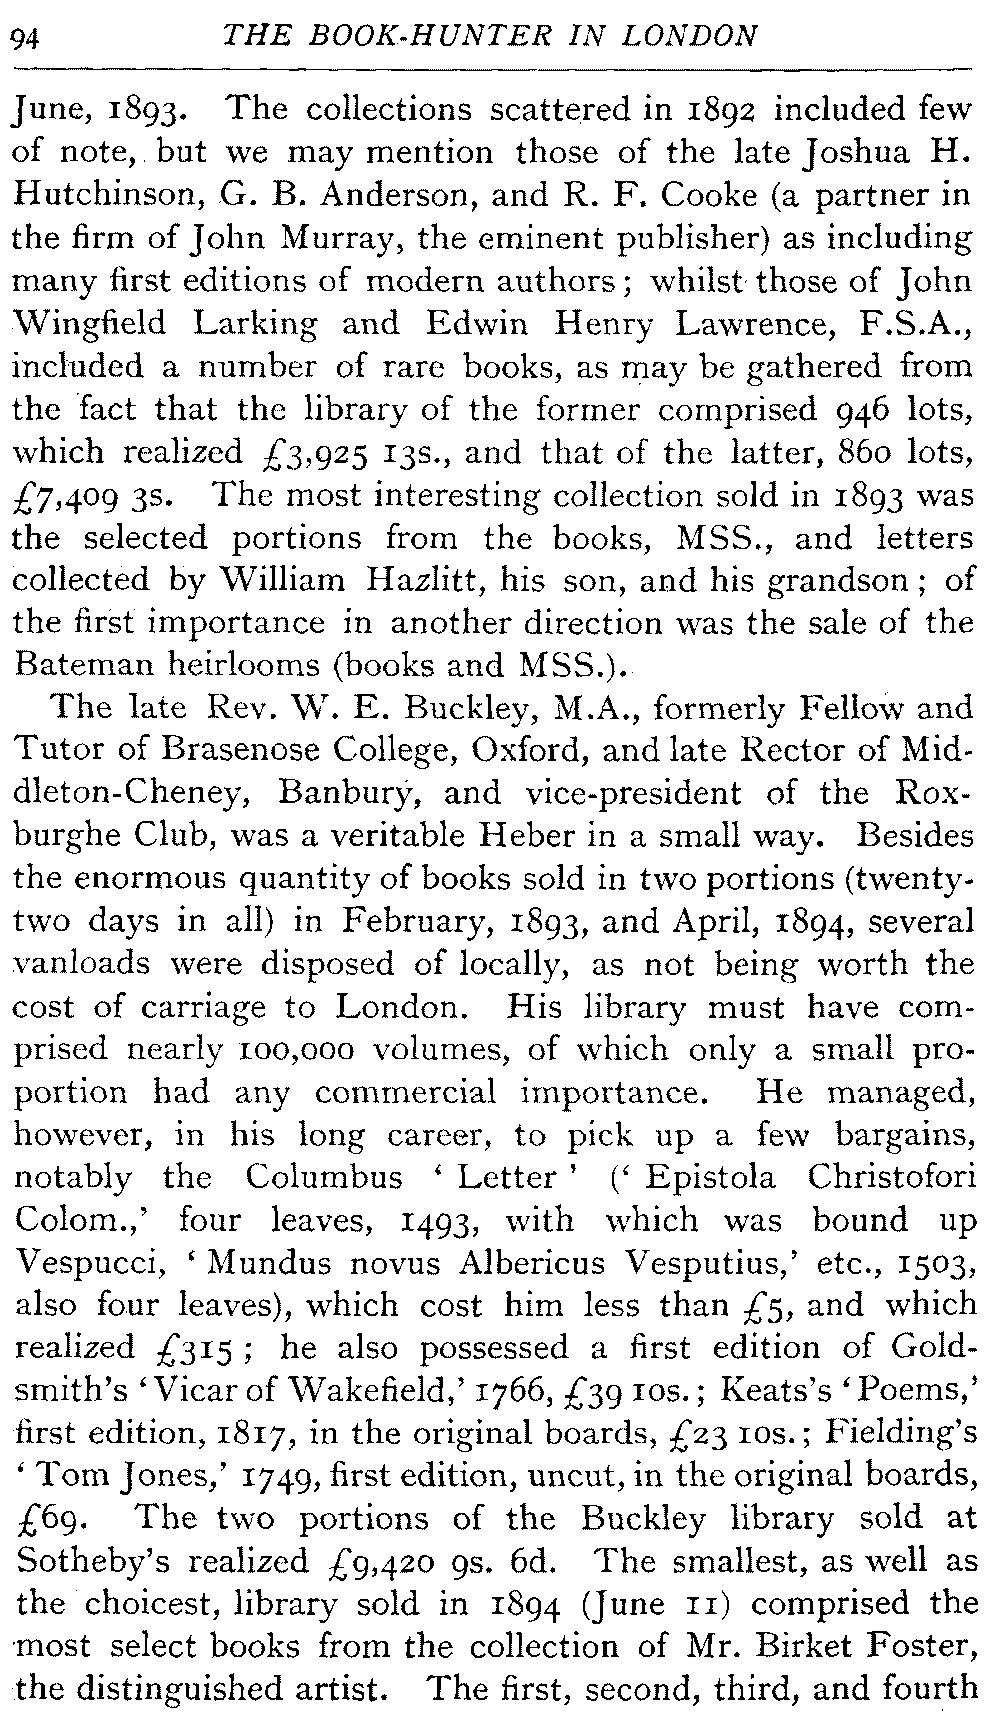 94 THE BOOK-HUNTER IN LONDON
June, 1893. The collections scattered in 1892 included few
of note, but we may mention those of the late Joshua H.
Hutchinson, G. B. Anderson, and R. F. Cooke (a partner in
the firm of John Murray, the eminent publisher) as including
many first editions of modern authors; whilst those of John
Wingfield Larking and Edwin Henry Lawrence, F.S.A.,
included a number of rare books, as may be gathered from
the fact that the library of the former comprised 946 lots,
which realized £3,925 13s., and that of the latter, 860 lots,
£7,409 3s. The most interesting collection sold in 1893 was
the selected portions from the books, MSS., and letters
collected by William Hazlitt, his son, and his grandson; of
the first importance in another direction was the sale of the
Bateman heirlooms (books and MSS.).
The late Rev. W. E. Buckley, M.A., formerly Fellow and
Tutor of Brasenose College, Oxford, and late Rector of Mid-
dleton-Cheney, Banbury, and vice-president of the Rox-
burghe Club, was a veritable Heber in a small way. Besides
the enormous quantity of books sold in two portions (twenty-
two days in all) in February, 1893, and April, 1894, several
vanloads were disposed of locally, as not being worth the
cost of carriage to London. His library must have com-
prised nearly 100,000 volumes, of which only a small pro-
portion had any commercial importance. He managed,
however, in his long career, to pick up a few bargains,
notably the Columbus ‘Letter’ (‘Epistola Christofori
Colom.,’ four leaves, 1493, with which was bound up
Vespucci, ‘Mundus novus Albericus Vesputius,’ etc., 1503,
also four leaves), which cost him less than £5, and which
realized £315; he also possessed a first edition of Gold-
smith’s ‘Vicar of Wakefield,’ 1766, £39 10s.; Keats’s ‘Poems,’
first edition, 1817, in the original boards, £23 10s.; Fielding’s
‘Tom Jones,’ 1749, first edition, uncut, in the original boards,
£69. The two portions of the Buckley library sold at
Sotheby’s realized £9,420 9s. 6d. The smallest, as well as
the choicest, library sold in 1894 (June 11) comprised the
most select books from the collection of Mr. Birket Foster,
the distinguished artist. The first, second, third, and fourth